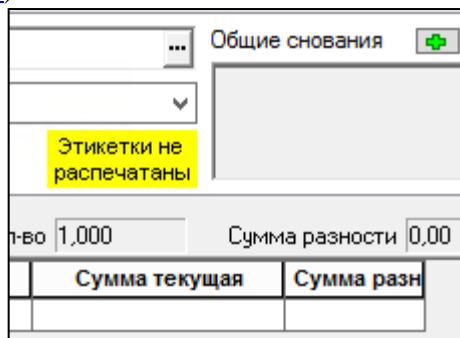 ... Общие снования
Этикетки не
распечатаны
л-во 1,000 Сумма разности 0,00
Сумма текущая Сумма разн